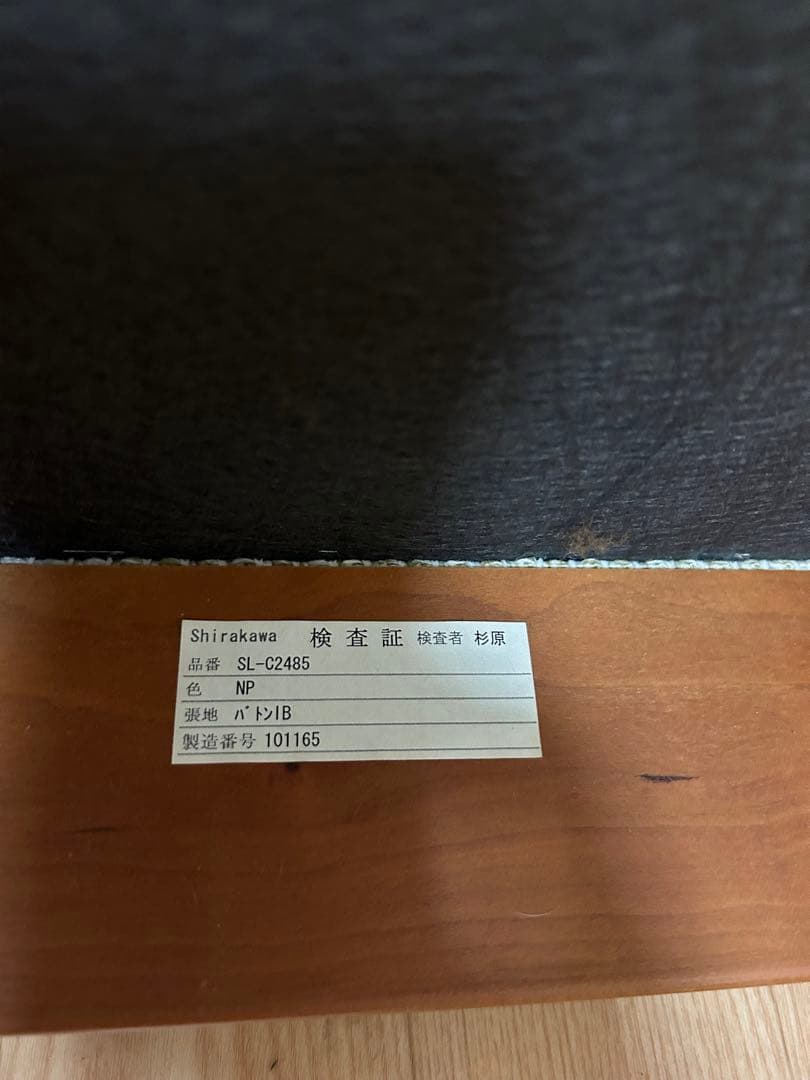 Shirakawa 検査証 検査者 杉原
品番 SL-C2485
色 NP
張地 ﾊﾞﾄﾝIB
製造番号 101165